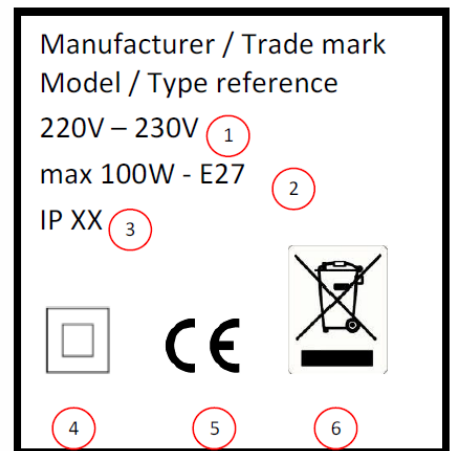 Manufacturer / Trade mark
Model / Type reference
220V – 230V 1
max 100W - E27 2
IP XX 3
CE
4 5 6